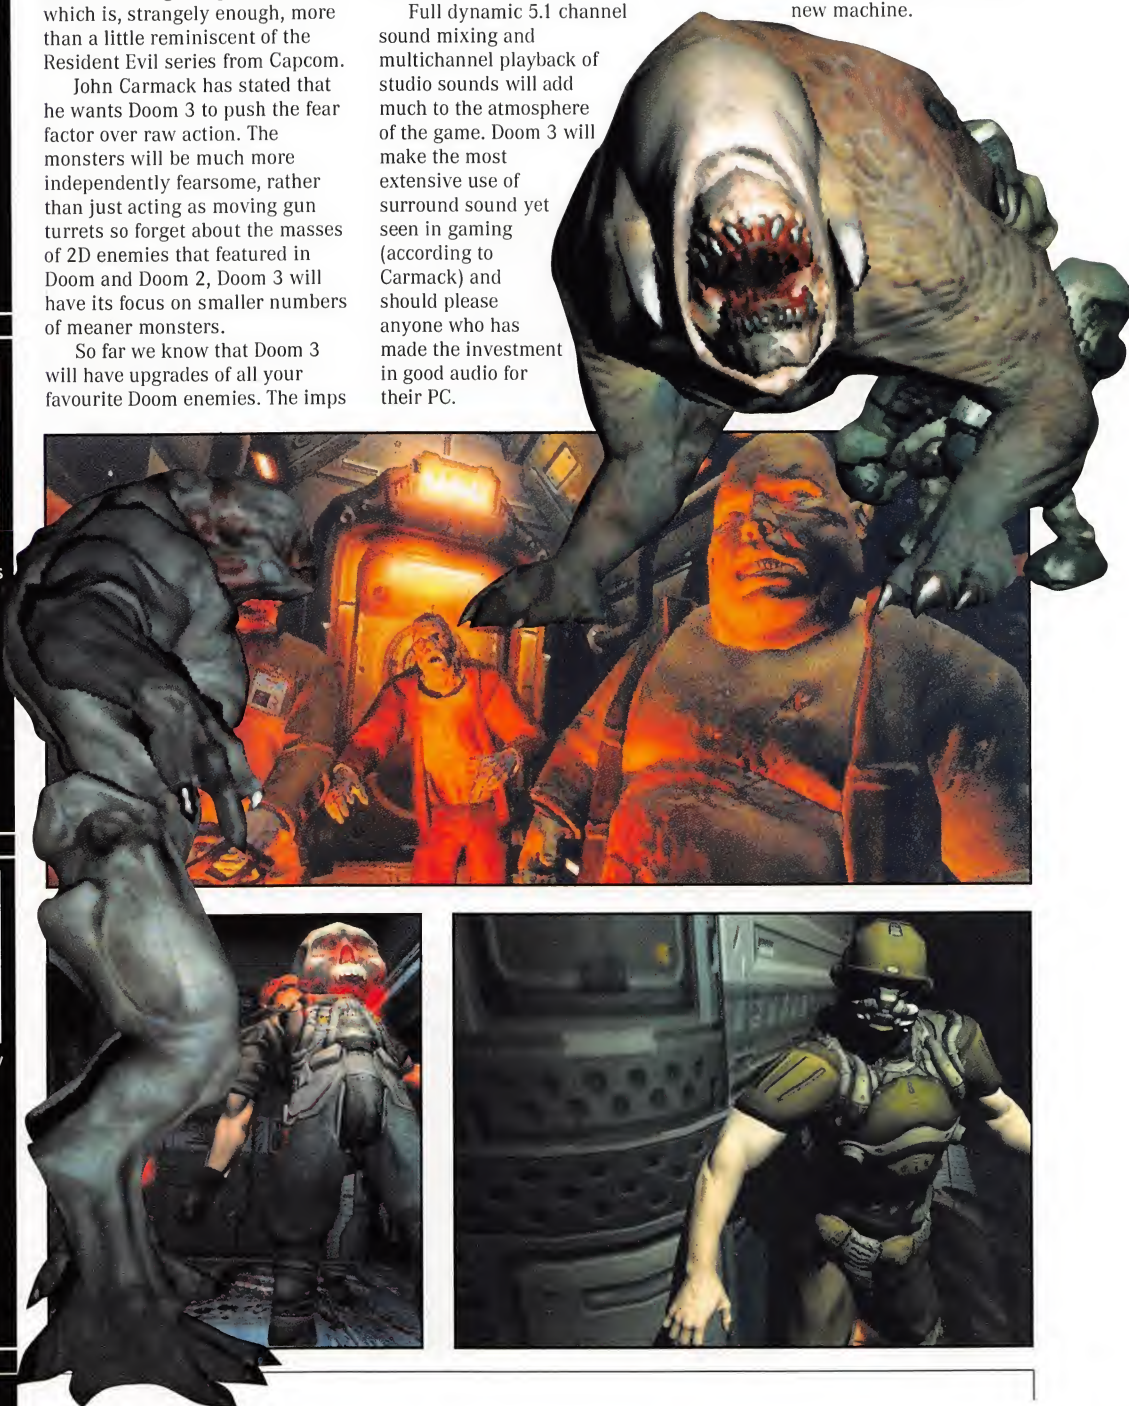 which is, strangely enough, more
than a little reminiscent of the
Resident Evil series from Capcom.
John Carmack has stated that
he wants Doom 3 to push the fear
factor over raw action. The
monsters will be much more
independently fearsome, rather
than just acting as moving gun
turrets so forget about the masses
of 2D enemies that featured in
Doom and Doom 2, Doom 3 will
have its focus on smaller numbers
of meaner monsters.
So far we know that Doom 3
will have upgrades of all your
favourite Doom enemies. The imps
Full dynamic 5.1 channel
sound mixing and
multichannel playback of
studio sounds will add
much to the atmosphere
of the game. Doom 3 will
make the most
extensive use of
surround sound yet
seen in gaming
(according to
Carmack) and
should please
anyone who has
made the investment
in good audio for
their PC.
new machine.